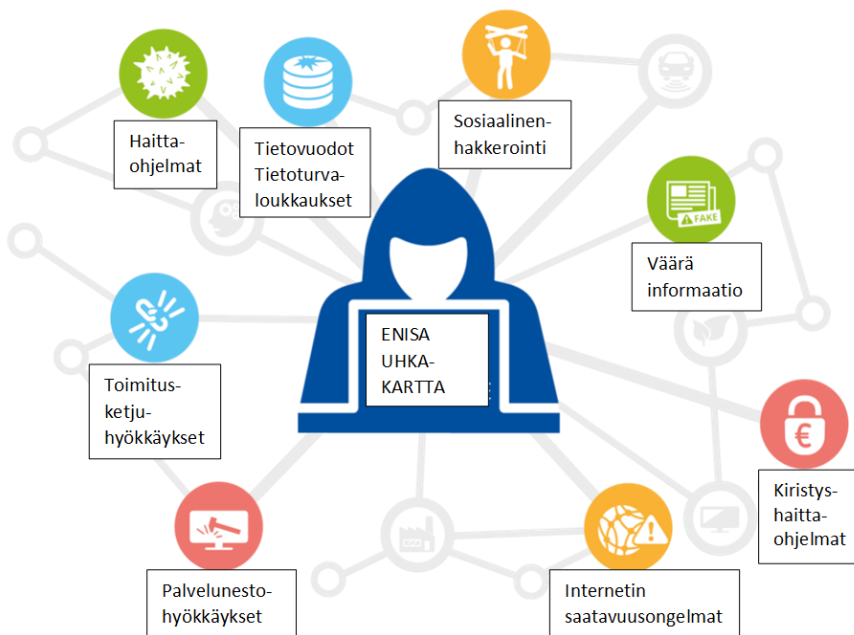 Haitta-
ohjelmat
Tietovuodot
Tietoturva-
loukkaukset
Sosiaalinen-
hakkerointi
FAKE
Väärä
informaatio
ENISA
UHKA-
KARTTA
Toimitus-
ketju-
hyökkäykset
€
Kiristys-
haitta-
ohjelmat
Palvelunesto-
hyökkäykset
Internetin
saatavuusongelmat